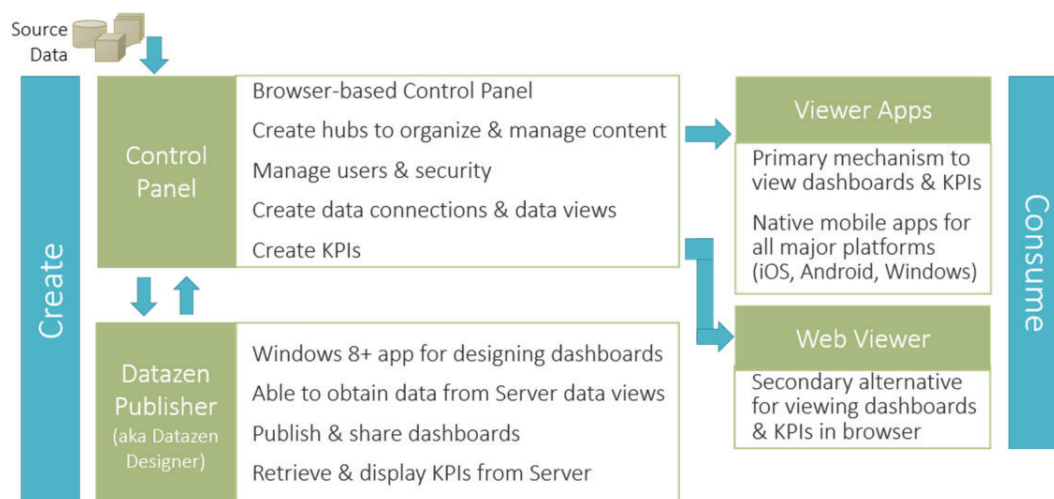 Source
Data
Create
Control
Panel
Browser-based Control Panel
Create hubs to organize & manage content
Manage users & security
Create data connections & data views
Create KPIs
Datazen
Publisher
(aka Datazen
Designer)
Windows 8+ app for designing dashboards
Able to obtain data from Server data views
Publish & share dashboards
Retrieve & display KPIs from Server
Viewer Apps
Primary mechanism to
view dashboards & KPIs
Native mobile apps for
all major platforms
(iOS, Android, Windows)
Web Viewer
Secondary alternative
for viewing dashboards
& KPIs in browser
Consume